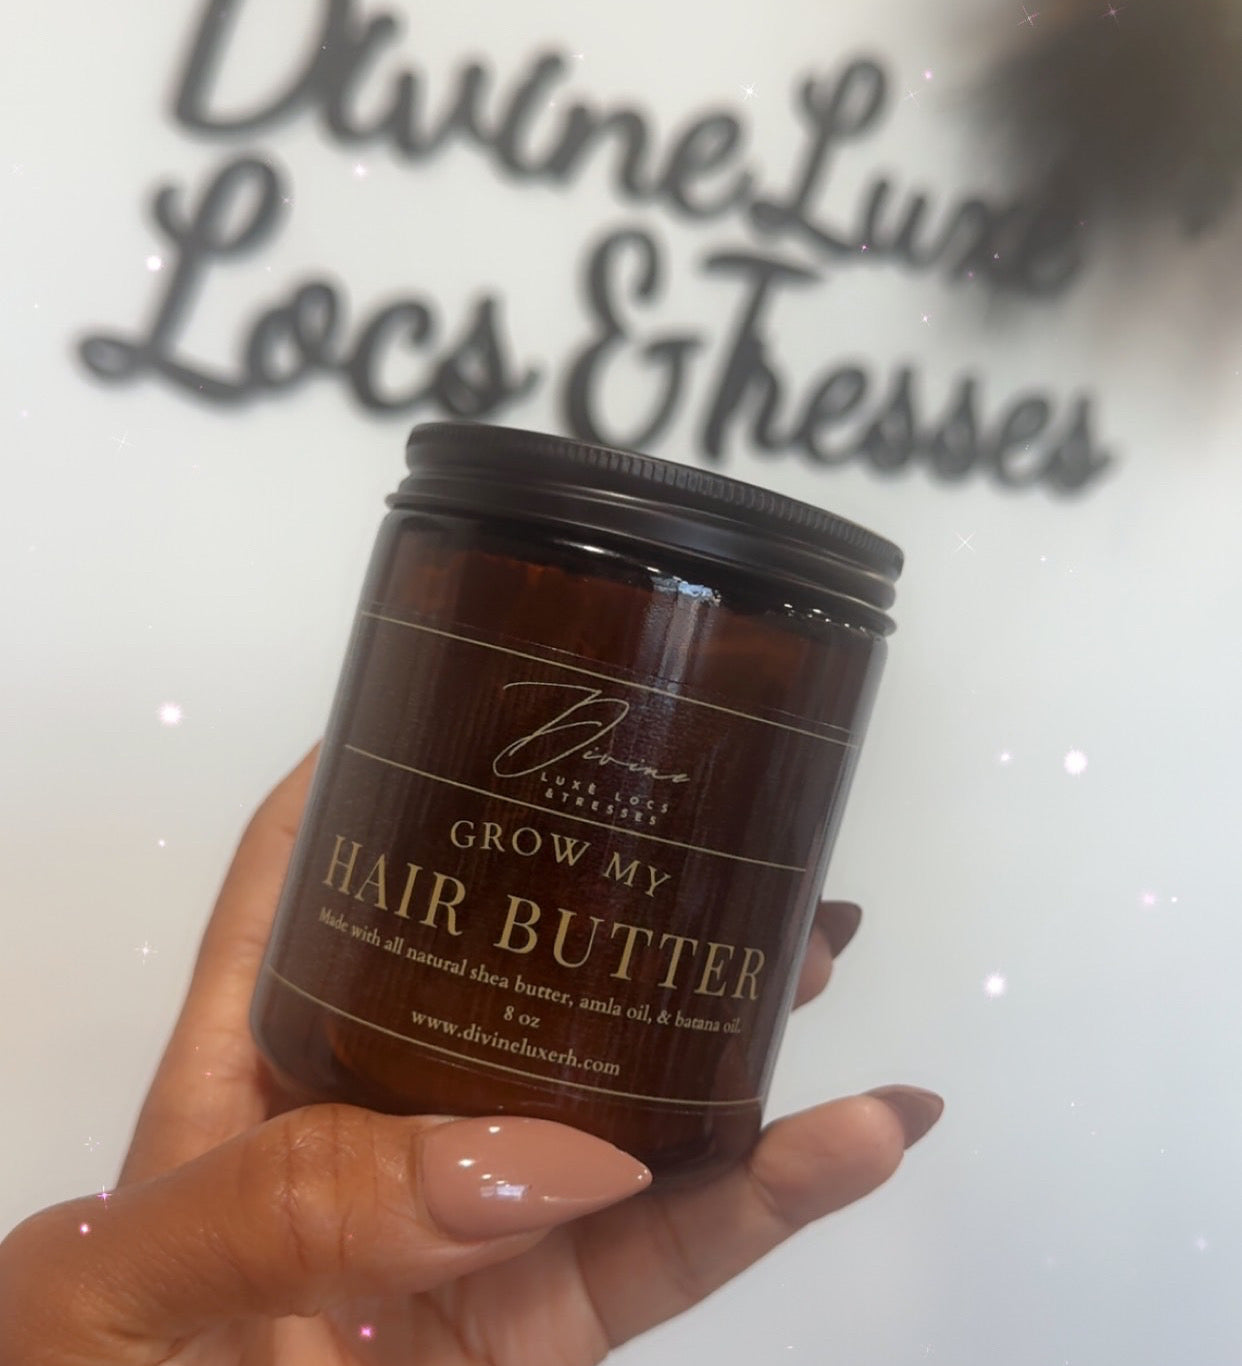 Divine Luxe
Locs & Tresses
Divine
LUXÈ LOCS
& TRESSES
GROW MY
HAIR BUTTER
Made with all natural shea butter, amla oil, & batana oil.
8 oz
www.divineluxerh.com